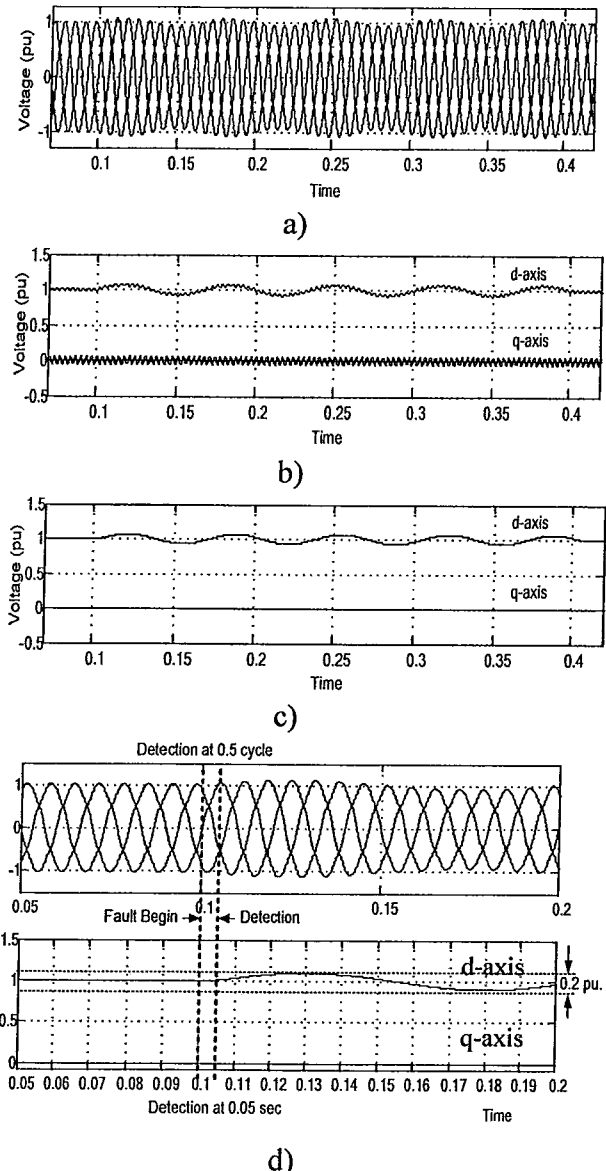 Voltage (pu)
1
0
-1
0.1 0.15 0.2 0.25 0.3 0.35 0.4
Time
a)
Voltage (pu)
1.5
1
0.5
0
-0.5
d-axis
q-axis
0.1 0.15 0.2 0.25 0.3 0.35 0.4
Time
b)
Voltage (pu)
1.5
1
0.5
0
-0.5
d-axis
q-axis
0.1 0.15 0.2 0.25 0.3 0.35 0.4
Time
c)
Detection at 0.5 cycle
1
0
-1
0.05 0.1 0.15 0.2
Fault Begin Detection
1.5
1
0.5
0
d-axis
0.2 pu.
q-axis
0.05 0.06 0.07 0.08 0.09 0.1 0.11 0.12 0.13 0.14 0.15 0.16 0.17 0.18 0.19 0.2
Detection at 0.05 sec Time
d)